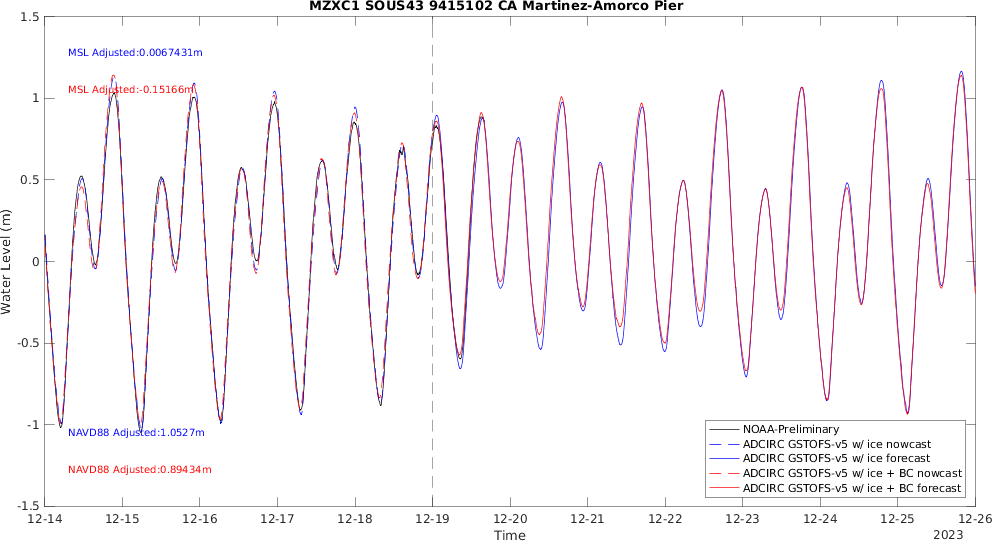 MZXC1 SOUS43 9415102 CA Martinez-Amorco Pier
1.5
MSL Adjusted:0.0067431m
MSL Adjusted:-0.15166m
1
0.5
0
Water Level (m)
-0.5
-1
NAVD88 Adjusted:1.0527m
NAVD88 Adjusted:0.89434m
-1.5
NOAA-Preliminary
ADCIRC GSTOFS-v5 w/ ice nowcast
ADCIRC GSTOFS-v5 w/ ice forecast
ADCIRC GSTOFS-v5 w/ ice + BC nowcast
ADCIRC GSTOFS-v5 w/ ice + BC forecast
12-14 12-15 12-16 12-17 12-18 12-19 12-20 12-21 12-22 12-23 12-24 12-25 12-26
Time
2023